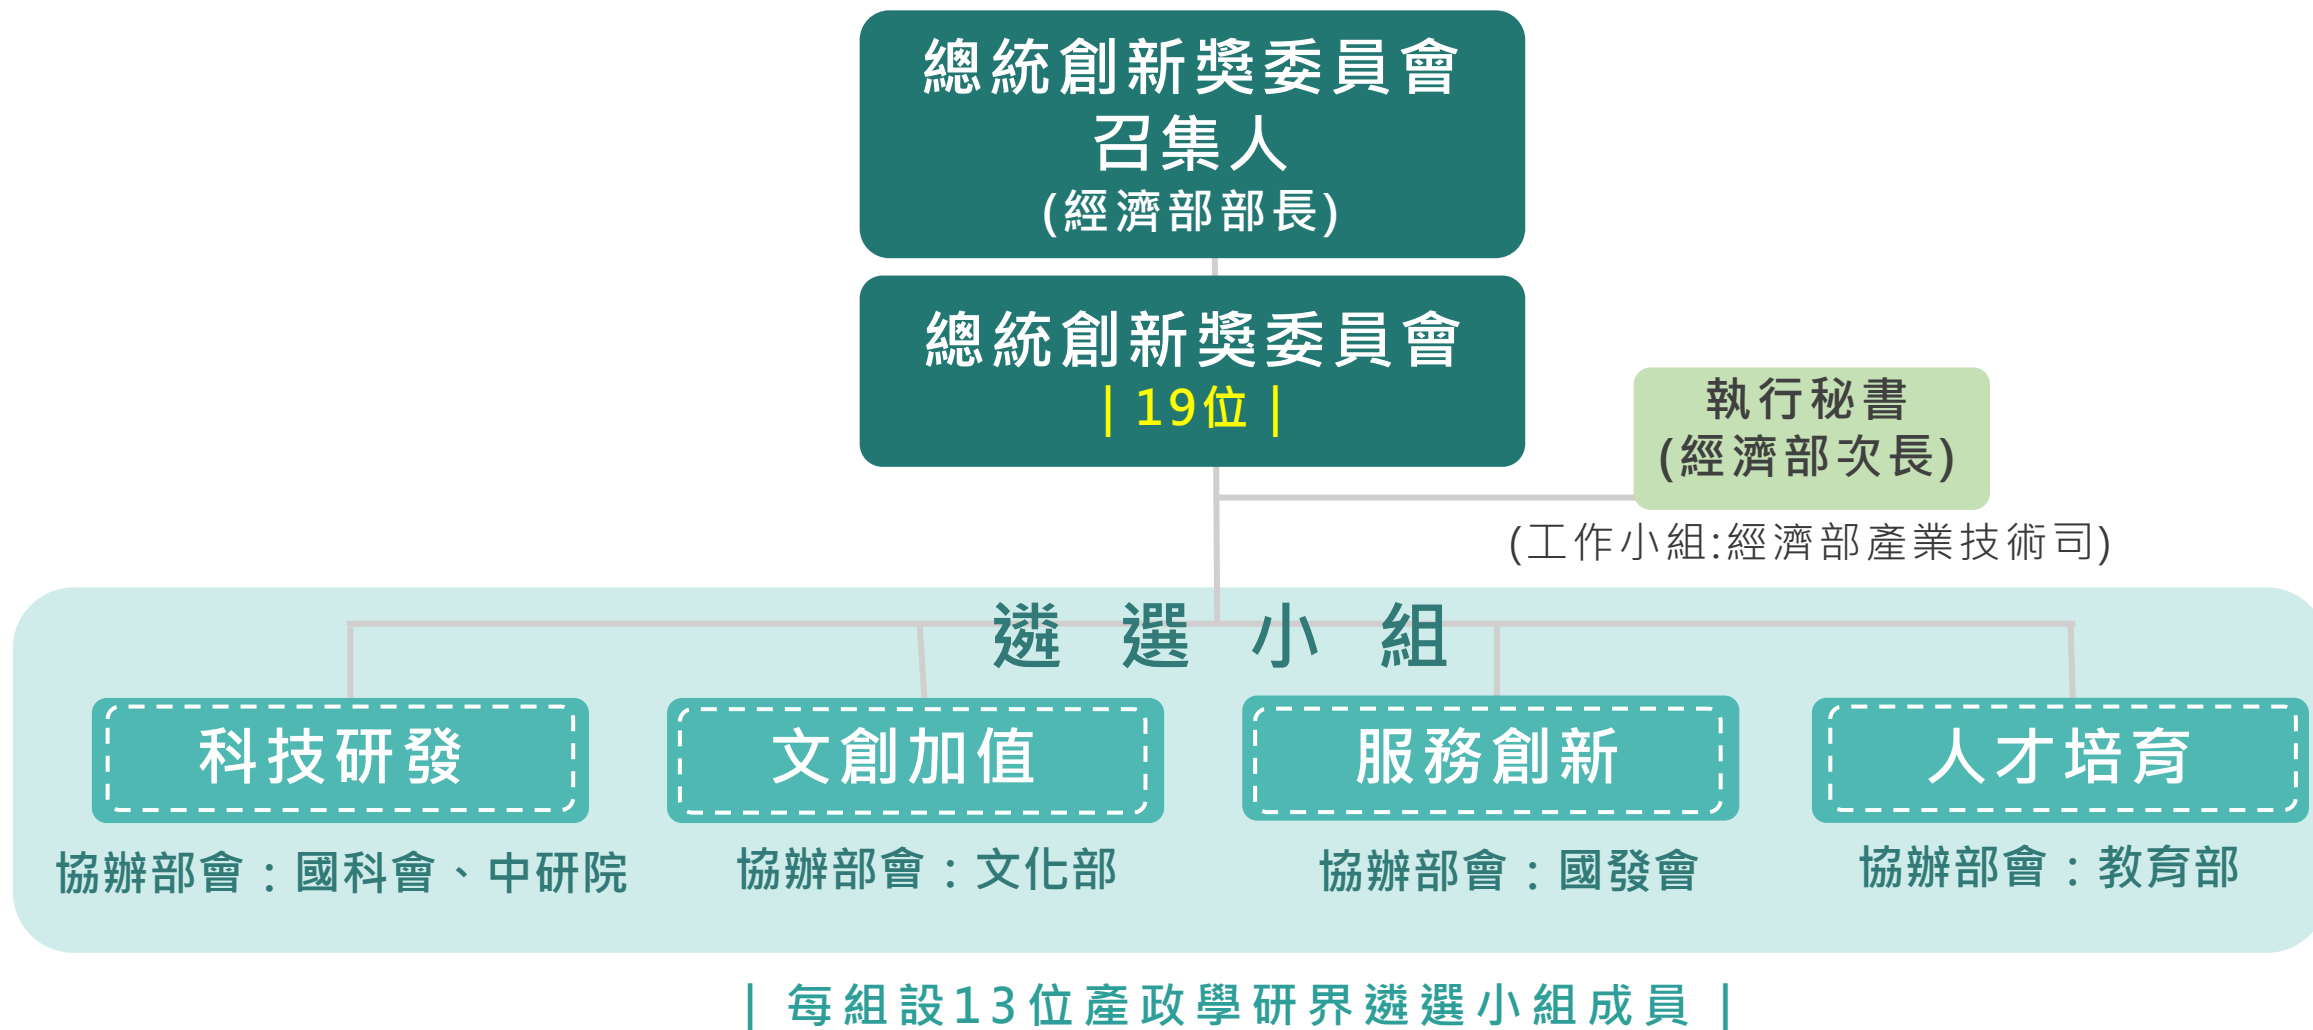 總統創新獎委員會
召集人
(經濟部部長)
總統創新獎委員會
| 19位 |
執行秘書
(經濟部次長)
(工作小組:經濟部產業技術司)
遴選小組
科技研發
文創加值
服務創新
人才培育
協辦部會：國科會、中研院
協辦部會：文化部
協辦部會：國發會
協辦部會：教育部
| 每組設13位產政學研界遴選小組成員 |